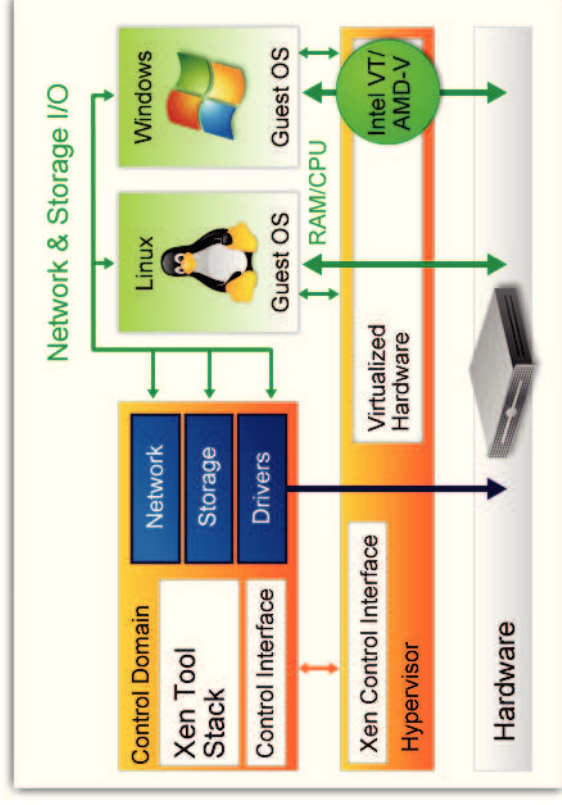 Network & Storage I/O
Control Domain
Xen Tool
Stack
Control Interface
Network
Storage
Drivers
Linux
Guest OS
Windows
Guest OS
RAM/CPU
Xen Control Interface
Hypervisor
Virtualized
Hardware
Intel VT/
AMD-V
Hardware